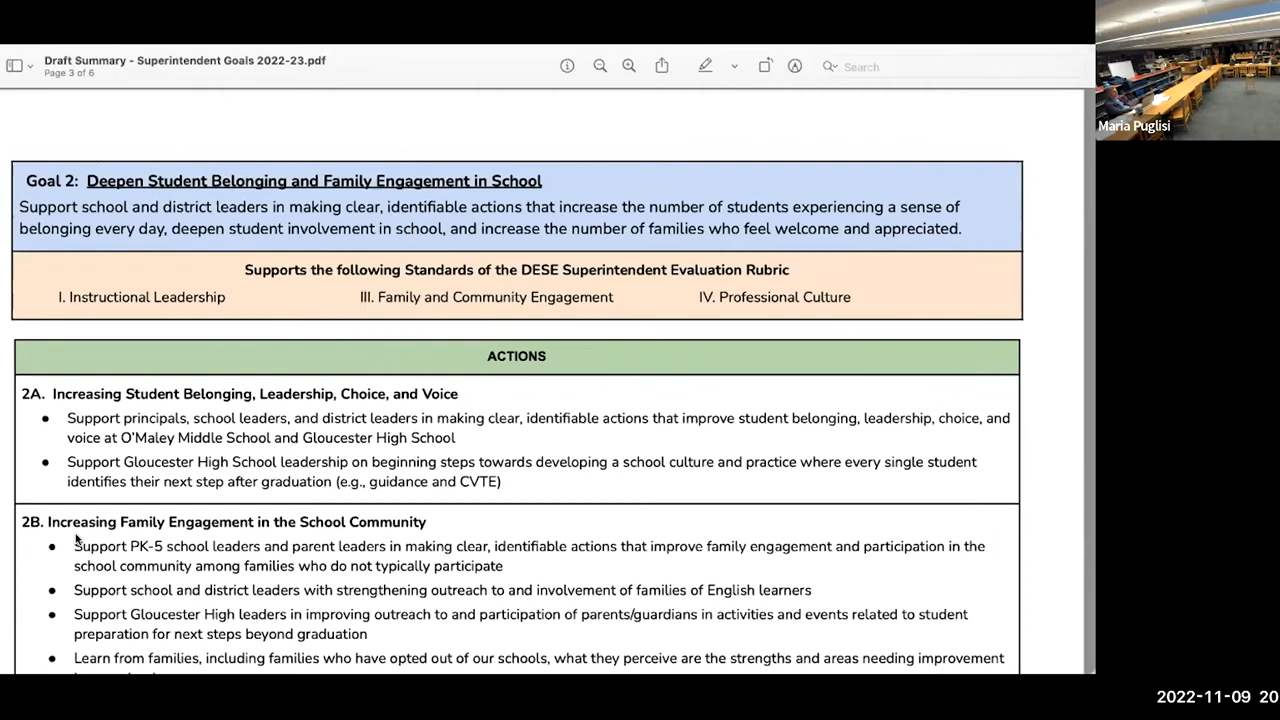 Draft Summary - Superintendent Goals 2022-23.pdf
Page 3 of 6
Search
Maria Puglisi
Goal 2: Deepen Student Belonging and Family Engagement in School
Support school and district leaders in making clear, identifiable actions that increase the number of students experiencing a sense of
belonging every day, deepen student involvement in school, and increase the number of families who feel welcome and appreciated.
Supports the following Standards of the DESE Superintendent Evaluation Rubric
I. Instructional Leadership III. Family and Community Engagement IV. Professional Culture
ACTIONS
2A. Increasing Student Belonging, Leadership, Choice, and Voice
● Support principals, school leaders, and district leaders in making clear, identifiable actions that improve student belonging, leadership, choice, and
voice at O'Maley Middle School and Gloucester High School
● Support Gloucester High School leadership on beginning steps towards developing a school culture and practice where every single student
identifies their next step after graduation (e.g., guidance and CVTE)
2B. Increasing Family Engagement in the School Community
● Support PK-5 school leaders and parent leaders in making clear, identifiable actions that improve family engagement and participation in the
school community among families who do not typically participate
● Support school and district leaders with strengthening outreach to and involvement of families of English learners
● Support Gloucester High leaders in improving outreach to and participation of parents/guardians in activities and events related to student
preparation for next steps beyond graduation
● Learn from families, including families who have opted out of our schools, what they perceive are the strengths and areas needing improvement
2022-11-09 20